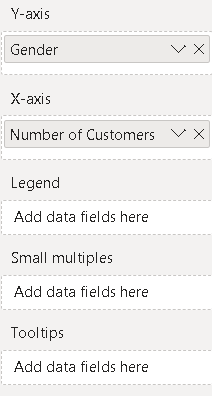 Y-axis
Gender
X-axis
Number of Customers
Legend
Add data fields here
Small multiples
Add data fields here
Tooltips
Add data fields here